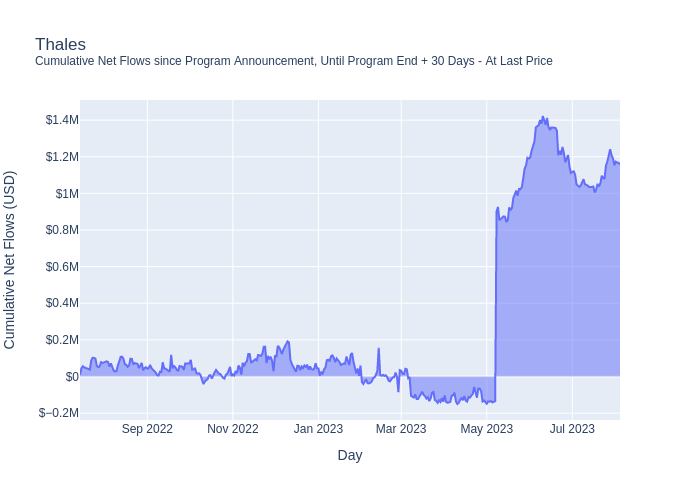 Thales
Cumulative Net Flows since Program Announcement, Until Program End + 30 Days - At Last Price
Cumulative Net Flows (USD)
$1.4M
$1.2M
$1M
$0.8M
$0.6M
$0.4M
$0.2M
$0
$−0.2M
Sep 2022
Nov 2022
Jan 2023
Mar 2023
May 2023
Jul 2023
Day